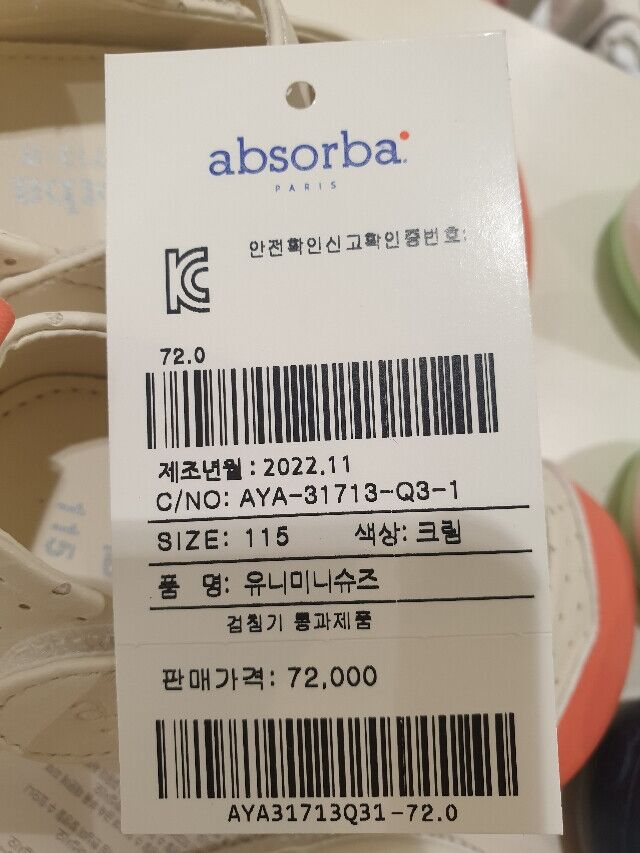 absorba
PARIS
안전확인신고확인증번호:
72.0
제조년월 : 2022.11
C/NO: AYA-31713-Q3-1
SIZE: 115 색상: 크림
품 명: 유니미니슈즈
검침기 통과제품
판매가격: 72,000
AYA31713Q31-72.0
115